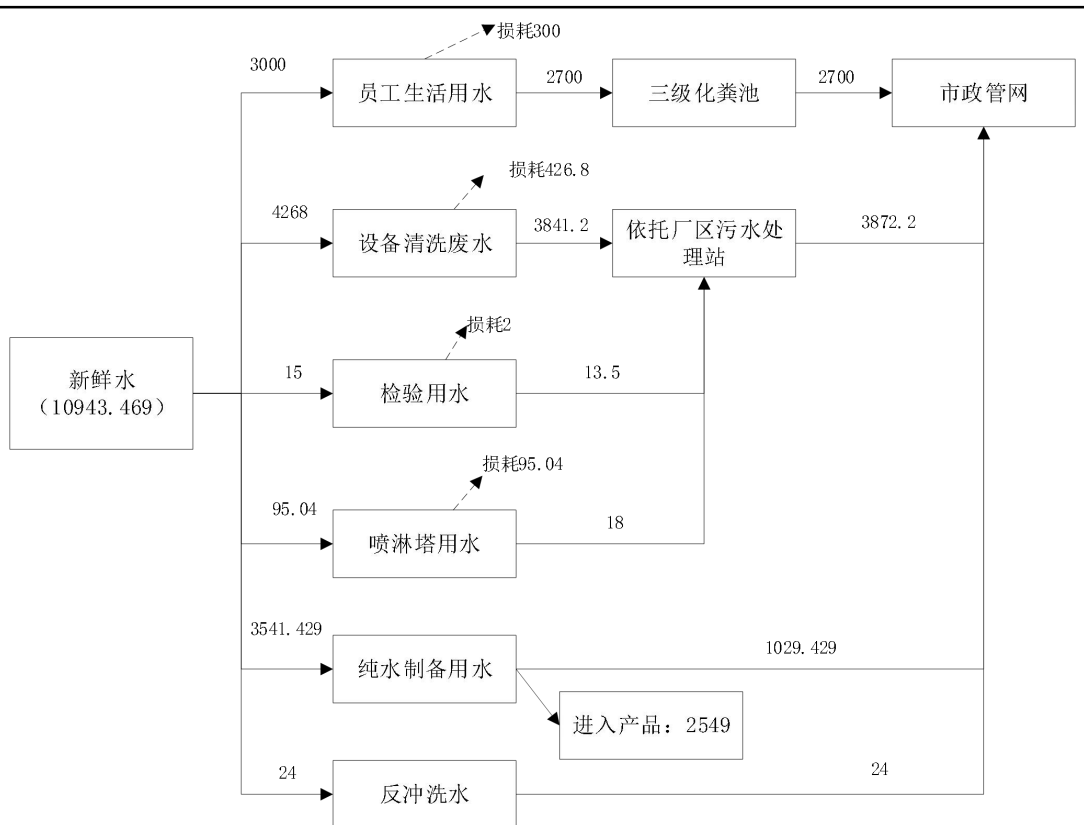 损耗300
3000
员工生活用水
2700
三级化粪池
2700
市政管网
损耗426.8
4268
设备清洗废水
3841.2
依托厂区污水处
理站
3872.2
损耗2
新鲜水
（10943.469）
15
检验用水
13.5
损耗95.04
95.04
喷淋塔用水
18
3541.429
纯水制备用水
1029.429
进入产品：2549
24
反冲洗水
24